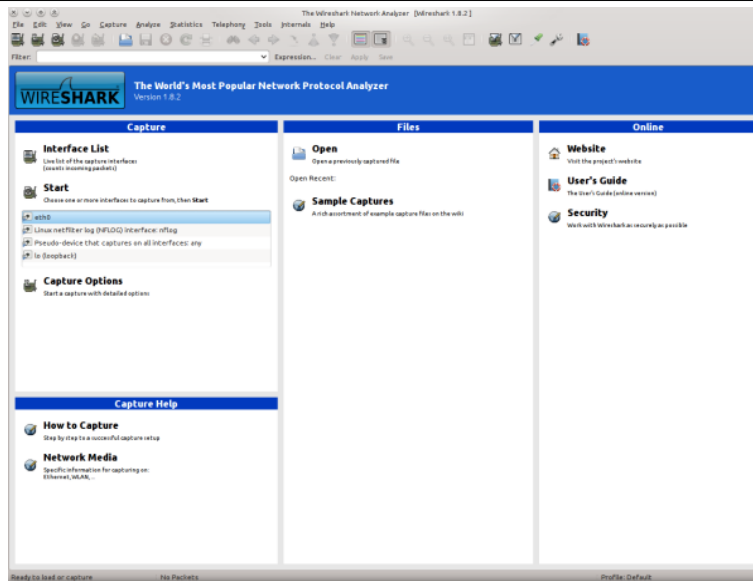 The Wireshark Network Analyzer [Wireshark 1.8.2]
File Edit View Go Capture Analyze Statistics Telephony Tools Internals Help
Filter: Expression... Clear Apply Save
WIRESHARK
The World's Most Popular Network Protocol Analyzer
Version 1.8.2
Capture
Interface List
Live list of the capture interfaces
(counts incoming packets)
Start
Choose one or more interfaces to capture from, then Start
eth0
Linux netfilter log (NFLOG) interface: nflog
Pseudo-device that captures on all interfaces: any
lo (loopback)
Capture Options
Start a capture with detailed options
Capture Help
How to Capture
Step by step to a successful capture setup
Network Media
Specific information for capturing on:
Ethernet, WLAN, ...
Files
Open
Open a previously captured file
Open Recent:
Sample Captures
A rich assortment of example capture files on the wiki
Online
Website
Visit the project's website
User's Guide
The User's Guide (online version)
Security
Work with Wireshark as securely as possible
Ready to load or capture No Packets Profile: Default